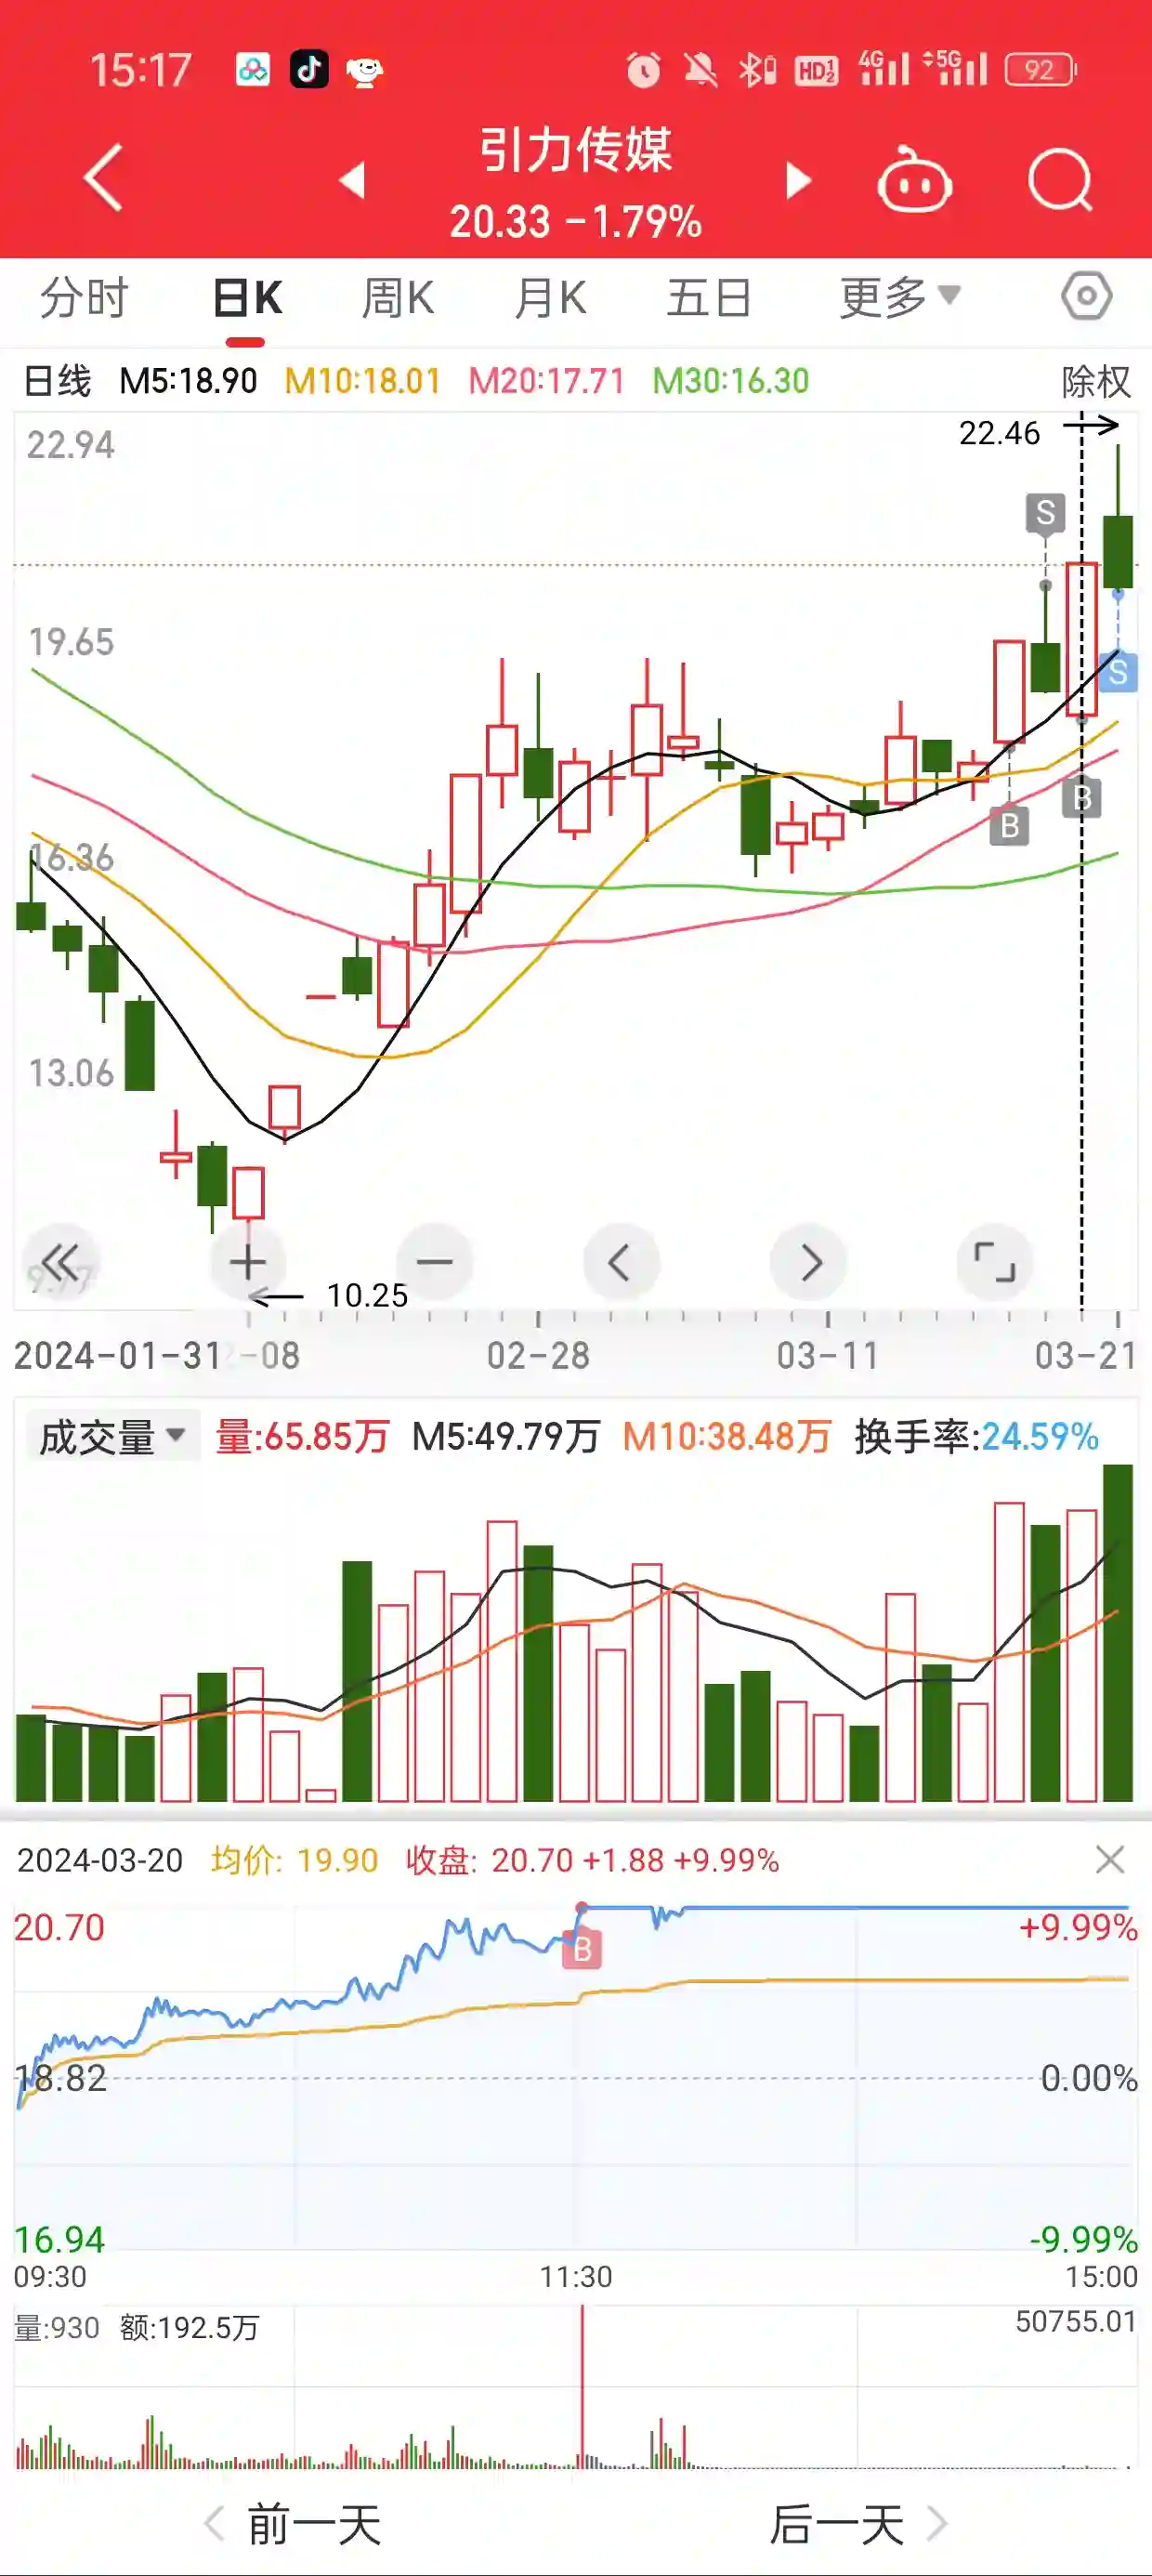 15:17 HD 1 2 4G 5G 92
引力传媒
20.33 -1.79%
分时 日K 周K 月K 五日 更多
日线 M5:18.90 M10:18.01 M20:17.71 M30:16.30 除权
22.94
22.46
S
19.65
S
B
B
16.36
13.06
9.77
10.25
2024-01-31 -08 02-28 03-11 03-21
成交量 量:65.85万 M5:49.79万 M10:38.48万 换手率:24.59%
2024-03-20 均价: 19.90 收盘: 20.70 +1.88 +9.99%
20.70 +9.99%
B
18.82 0.00%
16.94 -9.99%
09:30 11:30 15:00
量:930 额:192.5万 50755.01
前一天 后一天